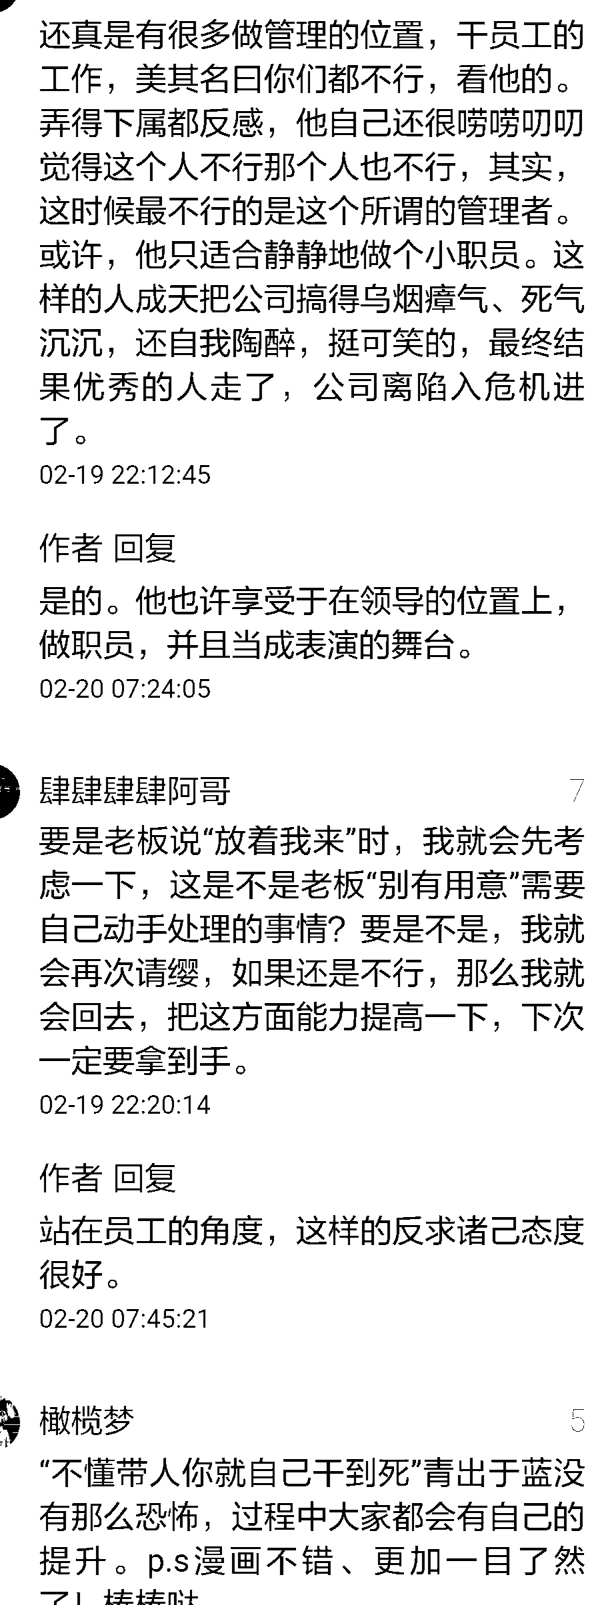 还真是有很多做管理的位置，干员工的
工作，美其名曰你们都不行，看他的。
弄得下属都反感，他自己还很唠唠叨叨
觉得这个人不行那个人也不行，其实，
这时候最不行的是这个所谓的管理者。
或许，他只适合静静地做个小职员。这
样的人成天把公司搞得乌烟瘴气、死气
沉沉，还自我陶醉，挺可笑的，最终结
果优秀的人走了，公司离陷入危机进
了。
02-19 22:12:45
作者 回复
是的。他也许享受于在领导的位置上，
做职员，并且当成表演的舞台。
02-20 07:24:05
肆肆肆肆阿哥 7
要是老板说“放着我来”时，我就会先考
虑一下，这是不是老板“别有用意”需要
自己动手处理的事情？要是不是，我就
会再次请缨，如果还是不行，那么我就
会回去，把这方面能力提高一下，下次
一定要拿到手。
02-19 22:20:14
作者 回复
站在员工的角度，这样的反求诸己态度
很好。
02-20 07:45:21
橄榄梦 5
“不懂带人你就自己干到死”青出于蓝没
有那么恐怖，过程中大家都会有自己的
提升。p.s漫画不错、更加一目了然
了！棒棒哒